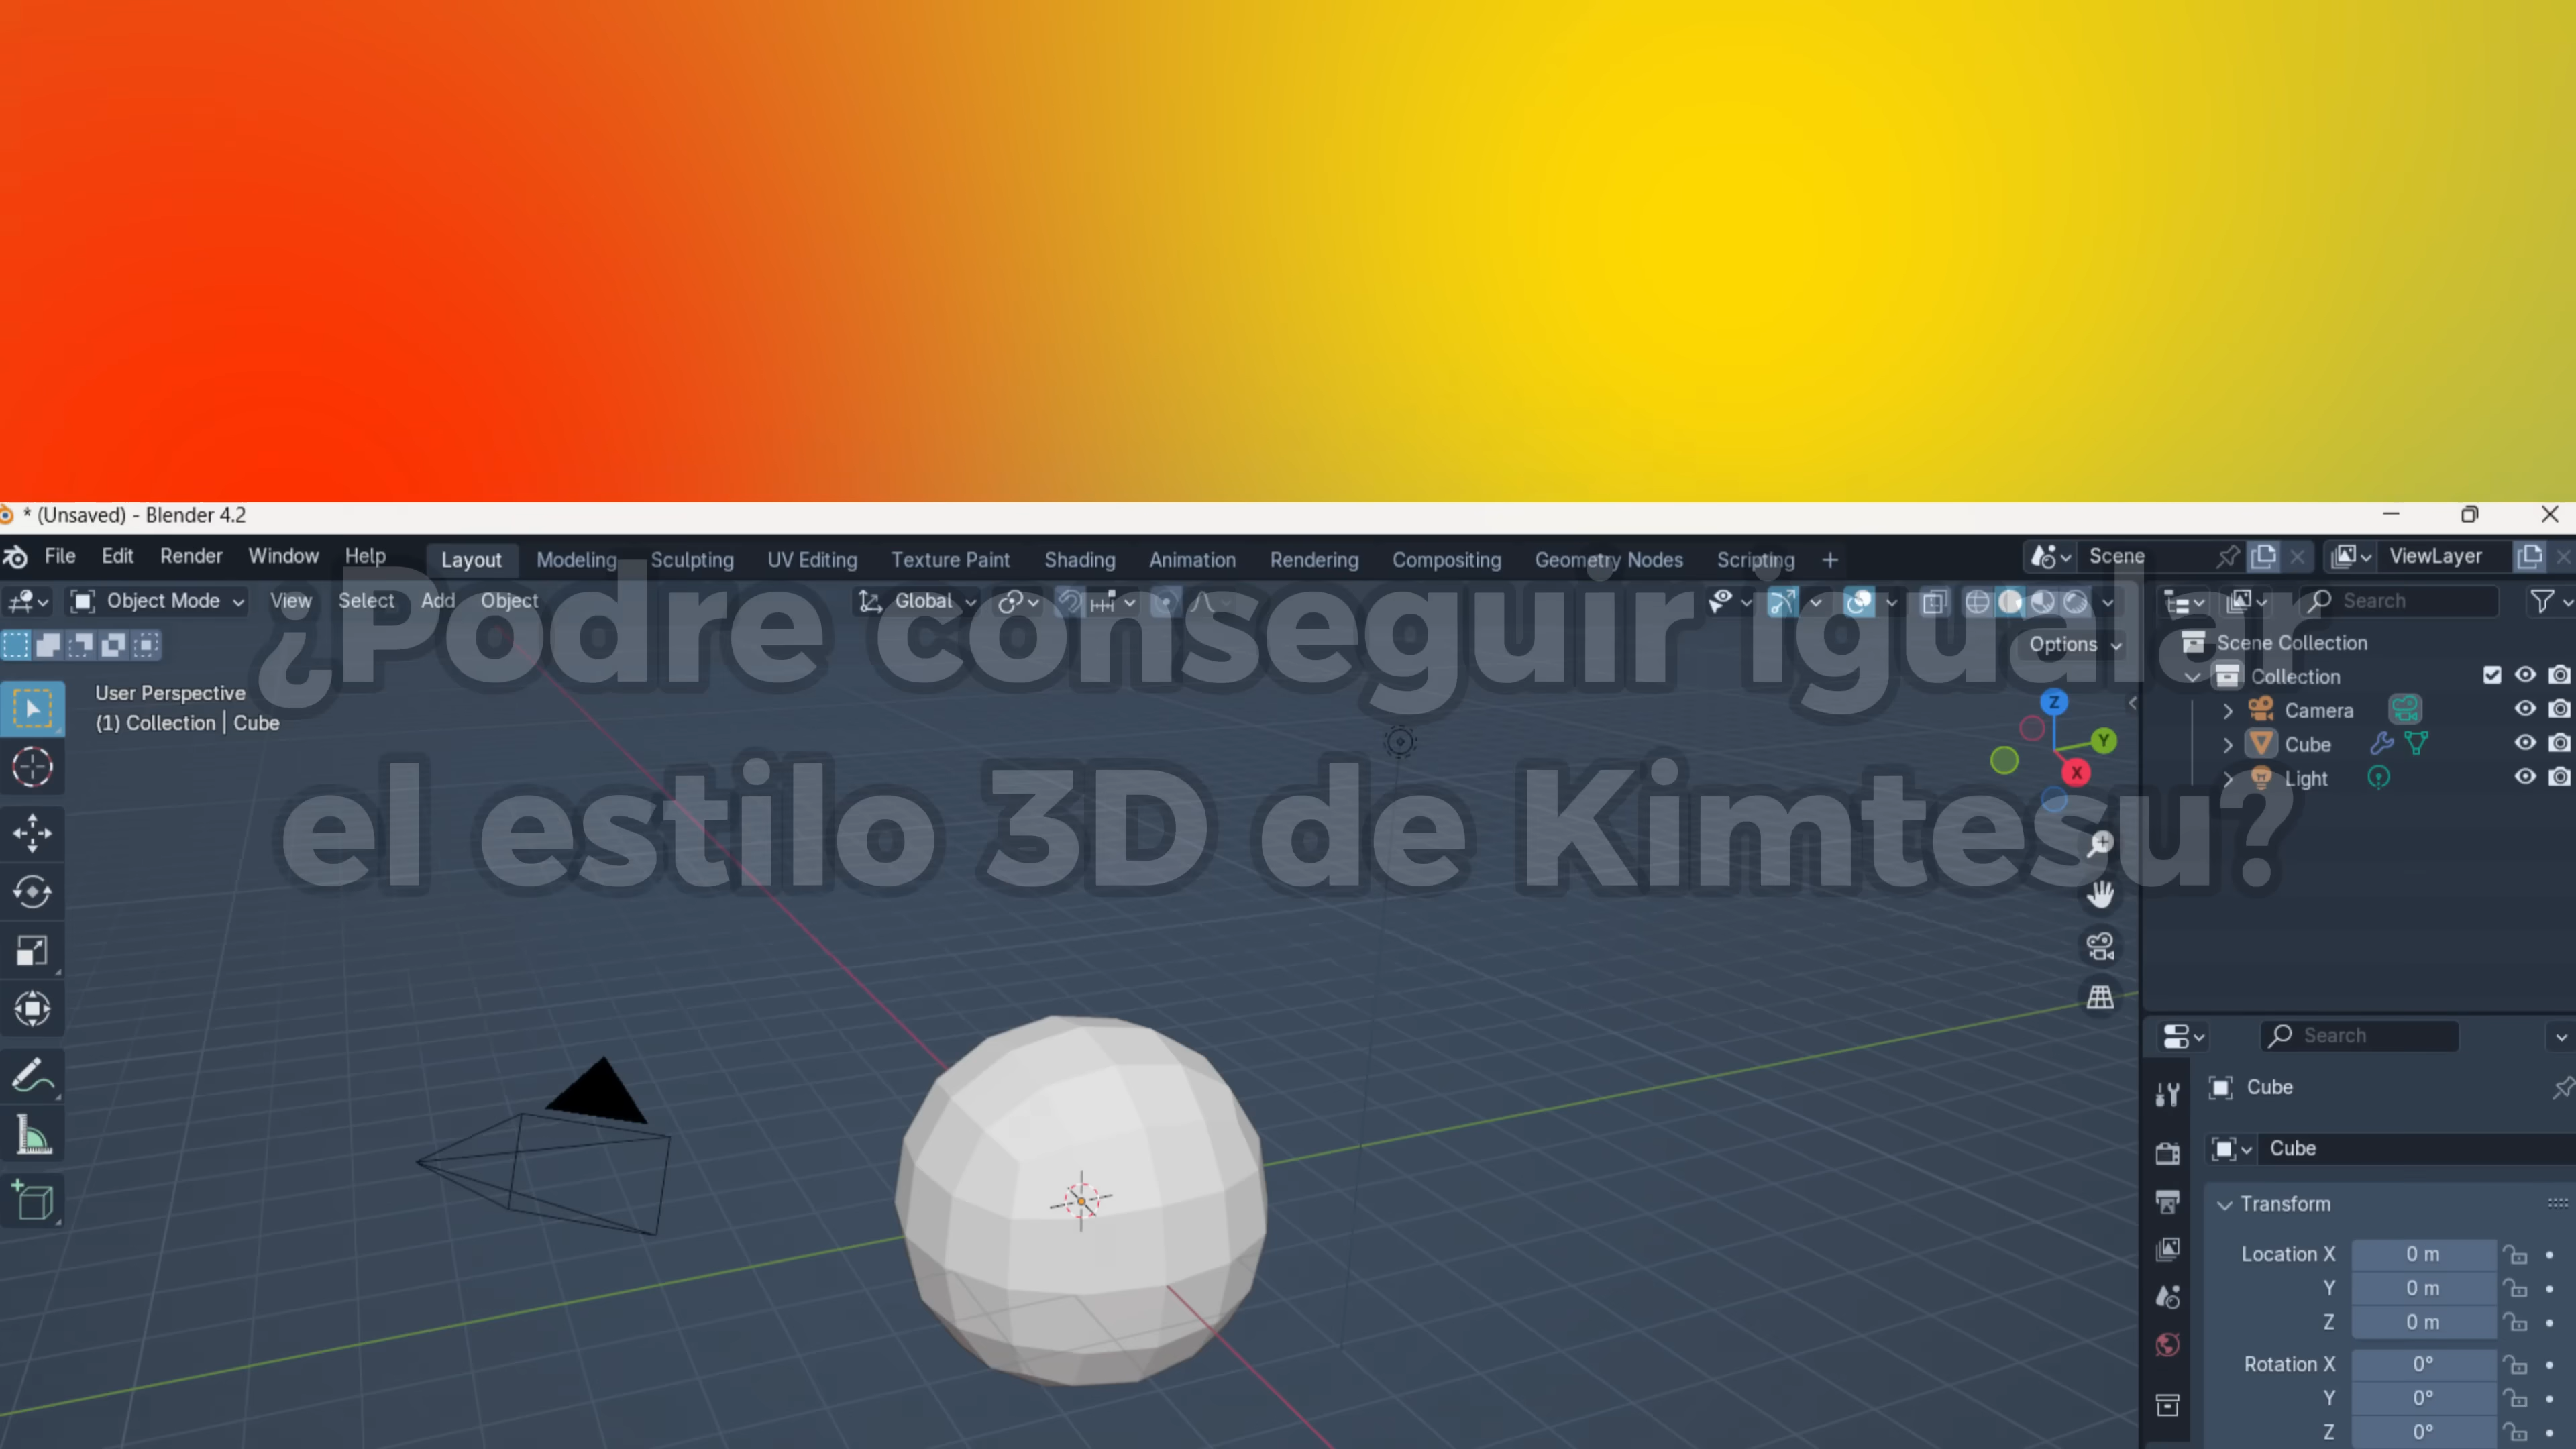 * (Unsaved) - Blender 4.2
File Edit Render Window Help Layout Modeling Sculpting UV Editing Texture Paint Shading Animation Rendering Compositing Geometry Nodes Scripting + Scene ViewLayer
Object Mode View Select Add Object Global Search
Options
Scene Collection
Collection
Camera
Cube
Light
User Perspective
(1) Collection | Cube
Z
Y
X
¿Podre conseguir igualar
el estilo 3D de Kimtesu?
Search
Cube
Cube
Transform
Location X 0 m
Y 0 m
Z 0 m
Rotation X 0°
Y 0°
Z 0°